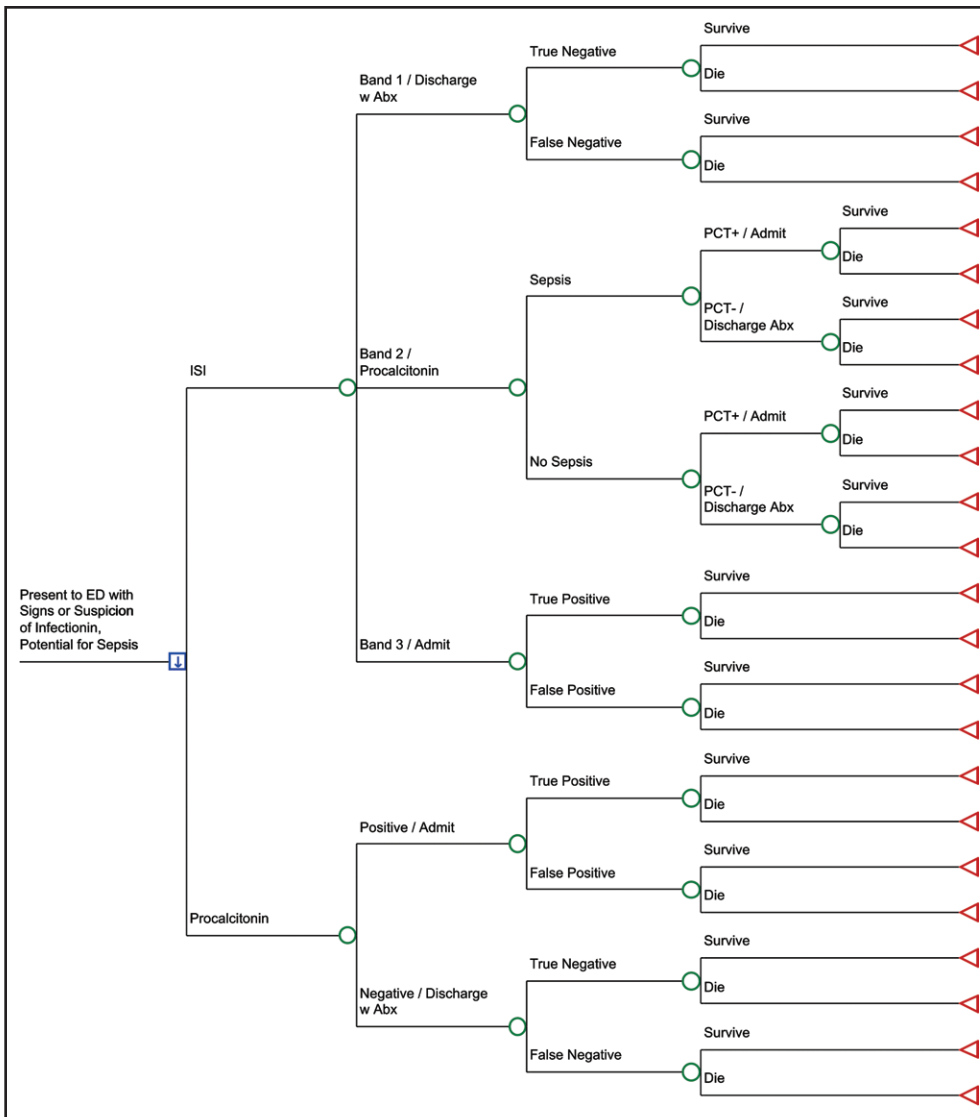 Survive
True Negative
Die
Band 1 / Discharge
w Abx
Survive
False Negative
Die
Survive
PCT+ / Admit
Die
Sepsis
PCT- /
Discharge Abx
Survive
Die
Band 2 /
Procalcitonin
ISI
Survive
PCT+ / Admit
Die
No Sepsis
PCT- /
Discharge Abx
Survive
Die
Present to ED with
Signs or Suspicion
of Infectionin,
Potential for Sepsis
Survive
True Positive
Die
Band 3 / Admit
Survive
False Positive
Die
Survive
True Positive
Die
Positive / Admit
Survive
False Positive
Die
Procalcitonin
Survive
True Negative
Die
Negative / Discharge
w Abx
Survive
False Negative
Die